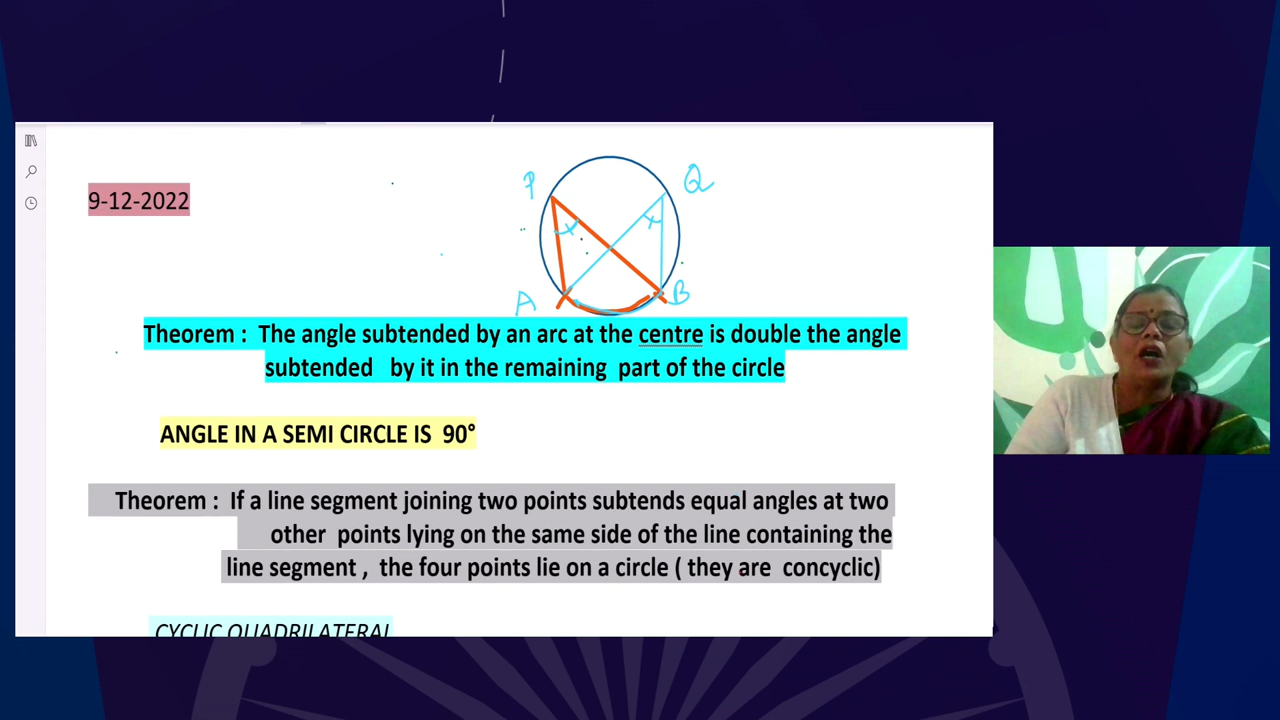 P
Q
9-12-2022
x
x
A
B
Theorem : The angle subtended by an arc at the centre is double the angle
subtended by it in the remaining part of the circle
ANGLE IN A SEMI CIRCLE IS 90°
Theorem : If a line segment joining two points subtends equal angles at two
other points lying on the same side of the line containing the
line segment , the four points lie on a circle ( they are concyclic)
CYCLIC QUADRILATERAL